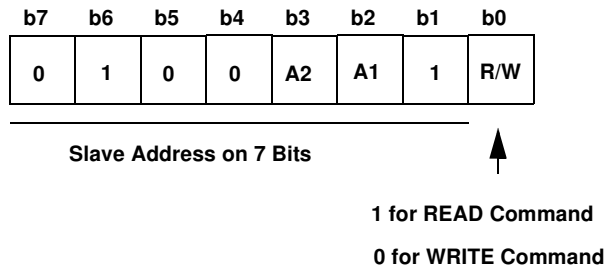 b7 b6 b5 b4 b3 b2 b1 b0
0 1 0 0 A2 A1 1 R/W
Slave Address on 7 Bits
1 for READ Command
0 for WRITE Command